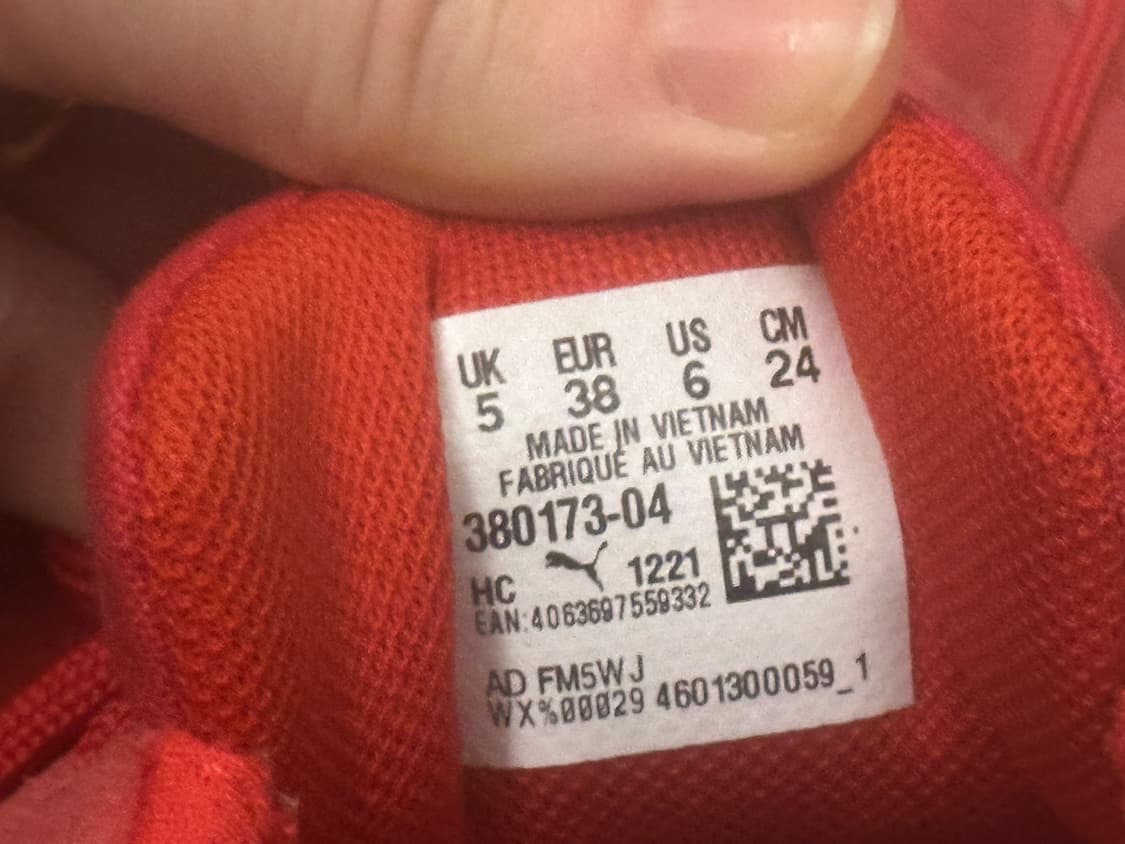 UK EUR US CM
5 38 6 24
MADE IN VIETNAM
FABRIQUÉ AU VIETNAM
380173-04
HC 1221
EAN:4063697559332
AD FM5WJ
WX%00029 4601300059_1